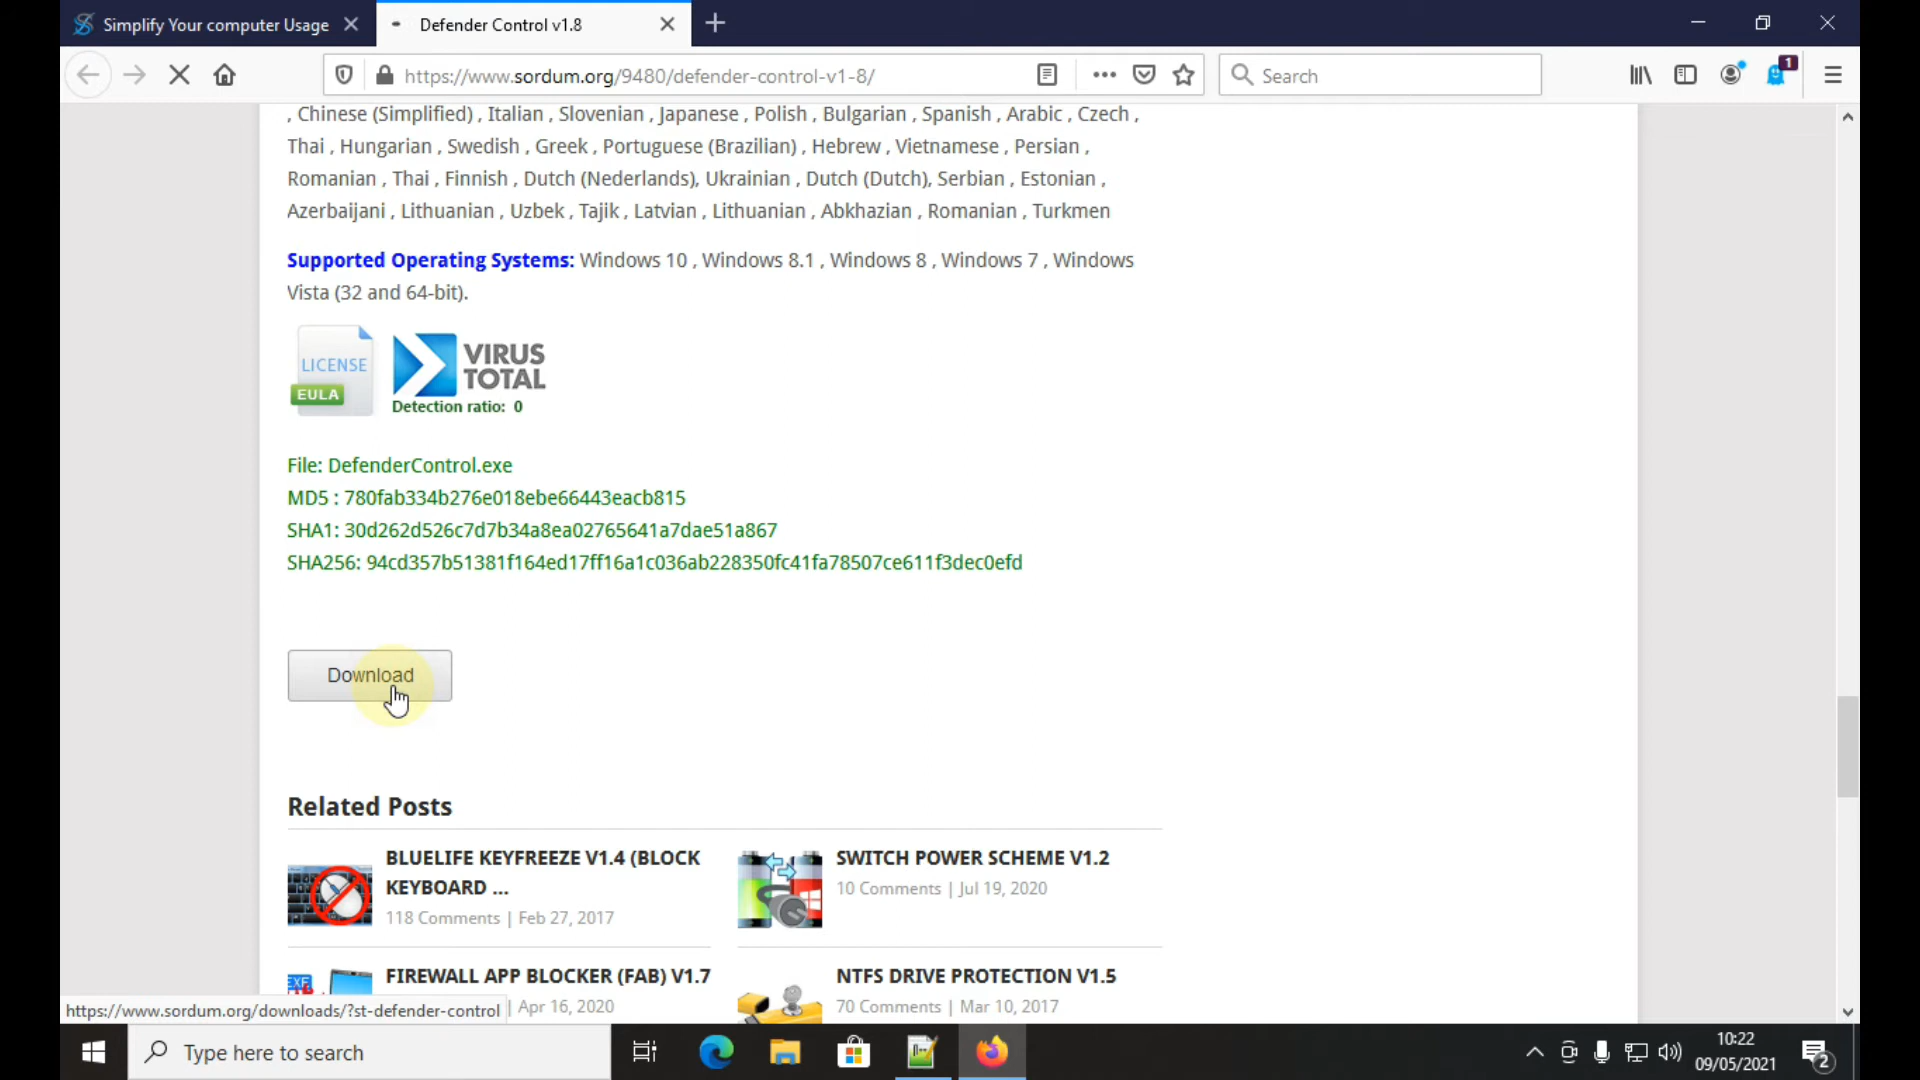 Simplify Your computer Usage
Defender Control v1.8
https://www.sordum.org/9480/defender-control-v1-8/
Search
1
, Chinese (Simplified) , Italian , Slovenian , Japanese , Polish , Bulgarian , Spanish , Arabic , Czech ,
Thai , Hungarian , Swedish , Greek , Portuguese (Brazilian) , Hebrew , Vietnamese , Persian ,
Romanian , Thai , Finnish , Dutch (Nederlands), Ukrainian , Dutch (Dutch), Serbian , Estonian ,
Azerbaijani , Lithuanian , Uzbek , Tajik , Latvian , Lithuanian , Abkhazian , Romanian , Turkmen
Supported Operating Systems: Windows 10 , Windows 8.1 , Windows 8 , Windows 7 , Windows
Vista (32 and 64-bit).
LICENSE
EULA
VIRUS
TOTAL
Detection ratio: 0
File: DefenderControl.exe
MD5 : 780fab334b276e018ebe66443eacb815
SHA1: 30d262d526c7d7b34a8ea02765641a7dae51a867
SHA256: 94cd357b51381f164ed17ff16a1c036ab228350fc41fa78507ce611f3dec0efd
Download
Related Posts
BLUELIFE KEYFREEZE V1.4 (BLOCK
KEYBOARD ...
118 Comments | Feb 27, 2017
SWITCH POWER SCHEME V1.2
10 Comments | Jul 19, 2020
FIREWALL APP BLOCKER (FAB) V1.7
| Apr 16, 2020
NTFS DRIVE PROTECTION V1.5
70 Comments | Mar 10, 2017
https://www.sordum.org/downloads/?st-defender-control
Type here to search
10:22
09/05/2021
2